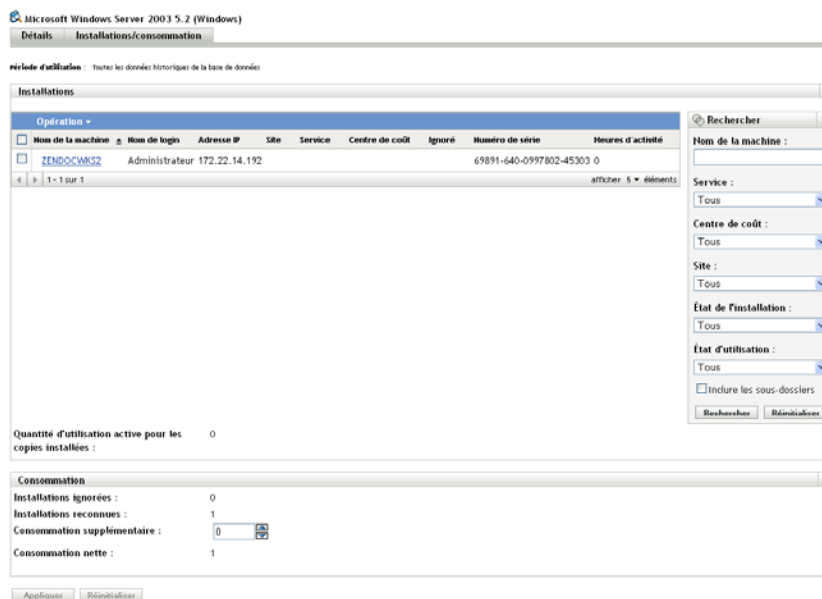 Microsoft Windows Server 2003 5.2 (Windows)
Détails Installations/consommation
Période d'utilisation : Toutes les données historiques de la base de données
Installations
Opération
Nom de la machine Nom de login Adresse IP Site Service Centre de coût Ignoré Numéro de série Heures d'activité
ZENDOCWKS2 Administrateur 172.22.14.192 69891-640-0997802-45303 0
1 - 1 sur 1 afficher 5 éléments
Rechercher
Nom de la machine :
Service :
Tous
Centre de coût :
Tous
Site :
Tous
État de l'installation :
Tous
État d'utilisation :
Tous
Inclure les sous-dossiers
Rechercher Réinitialiser
Quantité d'utilisation active pour les 0
copies installées :
Consommation
Installations ignorées : 0
Installations reconnues : 1
Consommation supplémentaire : 0
Consommation nette : 1
Appliquer Réinitialiser